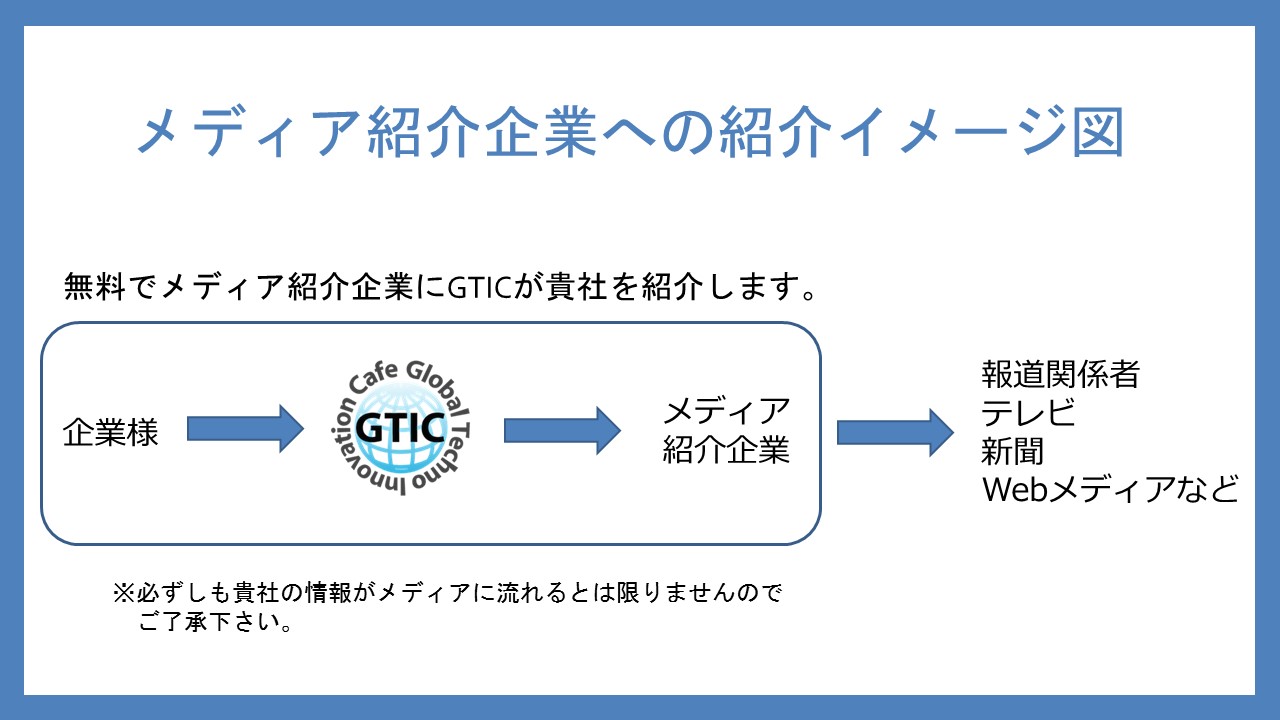 メディア紹介企業への紹介イメージ図
無料でメディア紹介企業にGTICが貴社を紹介します。
企業様
Cafe Global Techno Innovation
GTIC
メディア
紹介企業
報道関係者
テレビ
新聞
Webメディアなど
※必ずしも貴社の情報がメディアに流れるとは限りませんので
ご了承下さい。